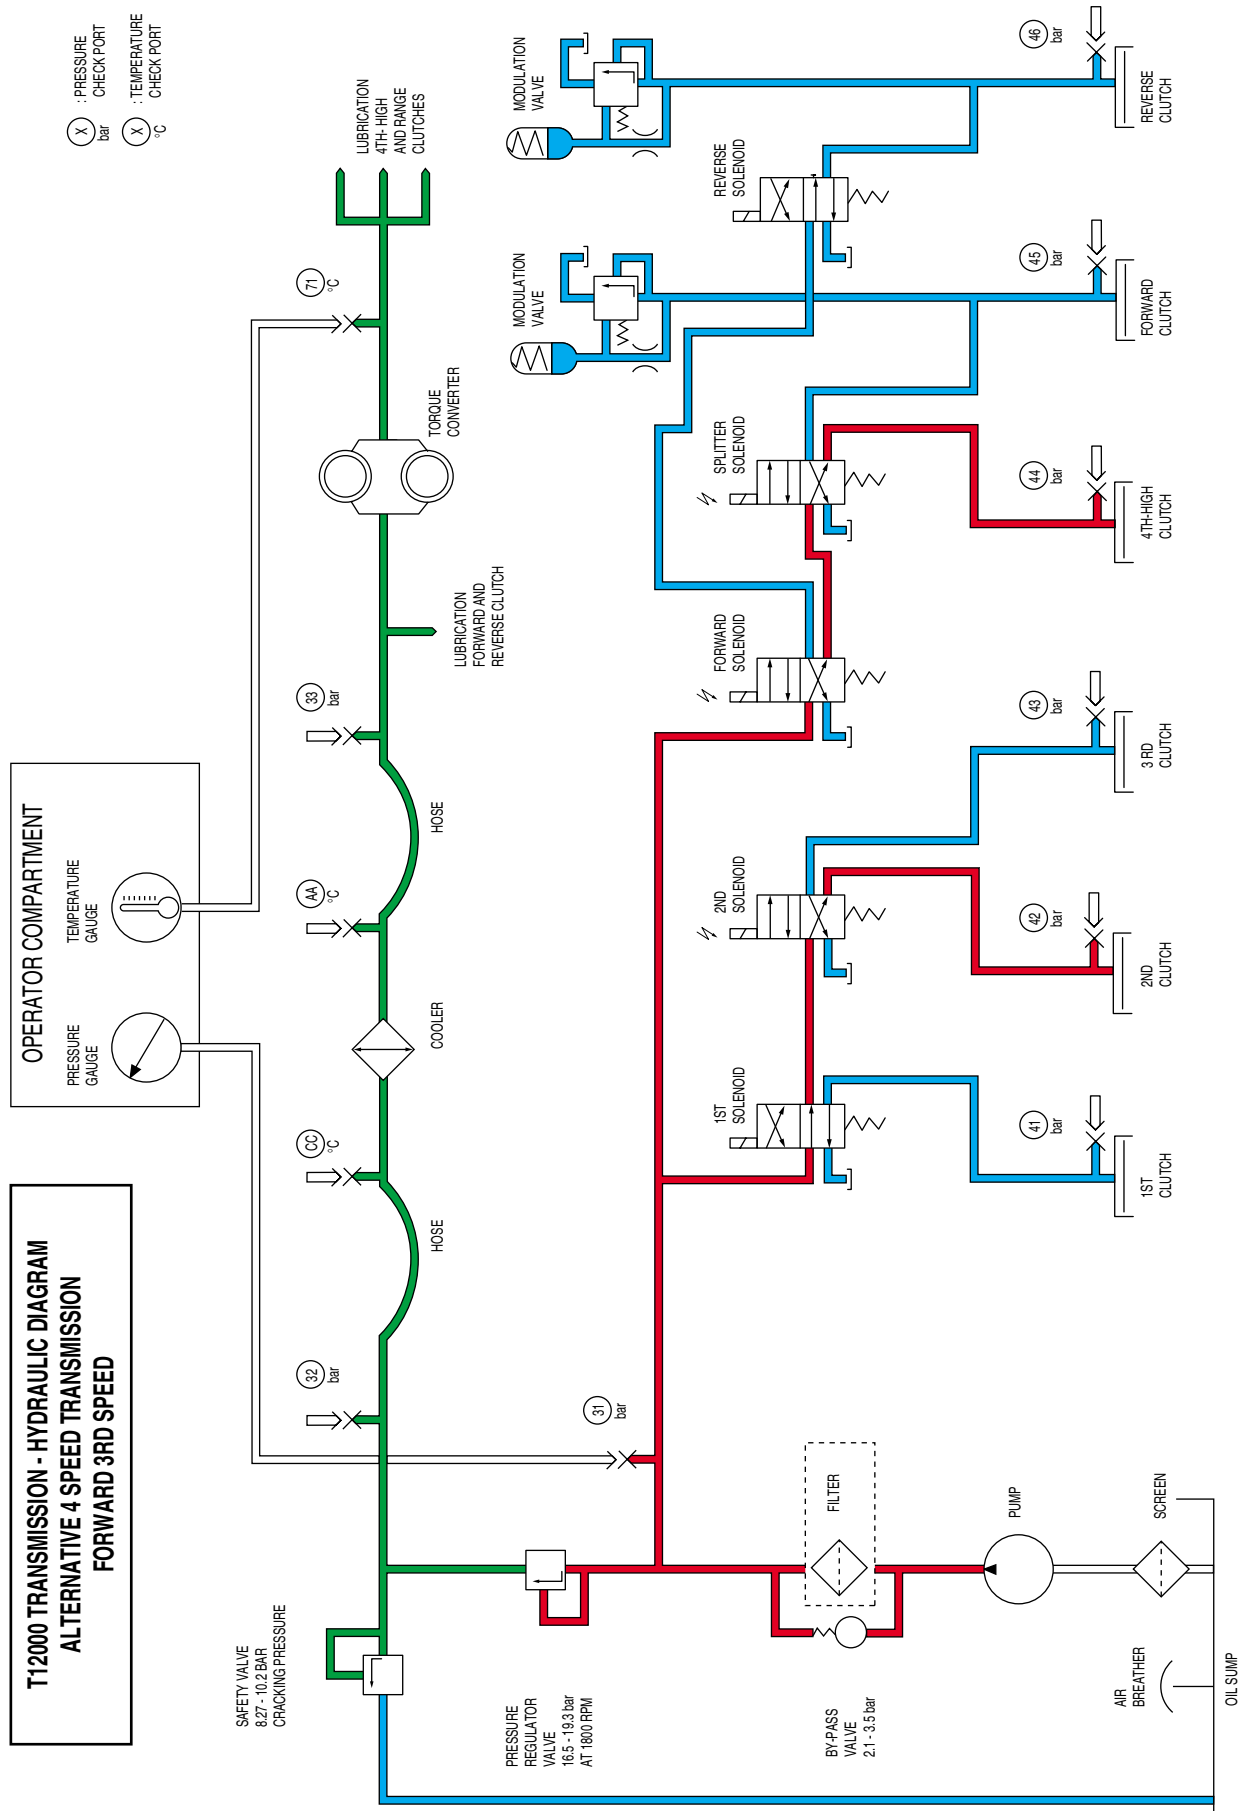 T12000 TRANSMISSION - HYDRAULIC DIAGRAM
ALTERNATIVE 4 SPEED TRANSMISSION
FORWARD 3RD SPEED
OPERATOR COMPARTMENT
PRESSURE
GAUGE
TEMPERATURE
GAUGE
X
bar
: PRESSURE
CHECK PORT
X
°C
: TEMPERATURE
CHECK PORT
SAFETY VALVE
8.27 - 10.2 BAR
CRACKING PRESSURE
32
bar
HOSE
CC
°C
COOLER
AA
°C
HOSE
33
bar
LUBRICATION
FORWARD AND
REVERSE CLUTCH
TORQUE
CONVERTER
71
°C
LUBRICATION
4TH- HIGH
AND RANGE
CLUTCHES
PRESSURE
REGULATOR
VALVE
16.5 -19.3 bar
AT 1800 RPM
31
bar
MODULATION
VALVE
MODULATION
VALVE
BY-PASS
VALVE
2.1 - 3.5 bar
FILTER
1ST
SOLENOID
2ND
SOLENOID
FORWARD
SOLENOID
SPLITTER
SOLENOID
REVERSE
SOLENOID
PUMP
41
bar
42
bar
43
bar
44
bar
45
bar
46
bar
AIR
BREATHER
SCREEN
1ST
CLUTCH
2ND
CLUTCH
3 RD
CLUTCH
4TH-HIGH
CLUTCH
FORWARD
CLUTCH
REVERSE
CLUTCH
OIL SUMP